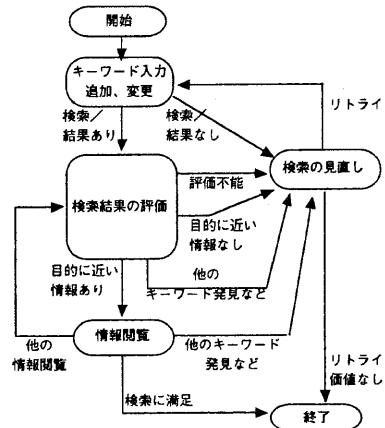 開始
キーワード入力
追加、変更
リトライ
検索／
結果あり
検索／
結果なし
検索の見直し
評価不能
検索結果の評価
目的に近い
情報なし
目的に近い
情報あり
他の
キーワード発見など
情報閲覧
他の
情報閲覧
他のキーワード
発見など
リトライ
価値なし
検索に満足
終了